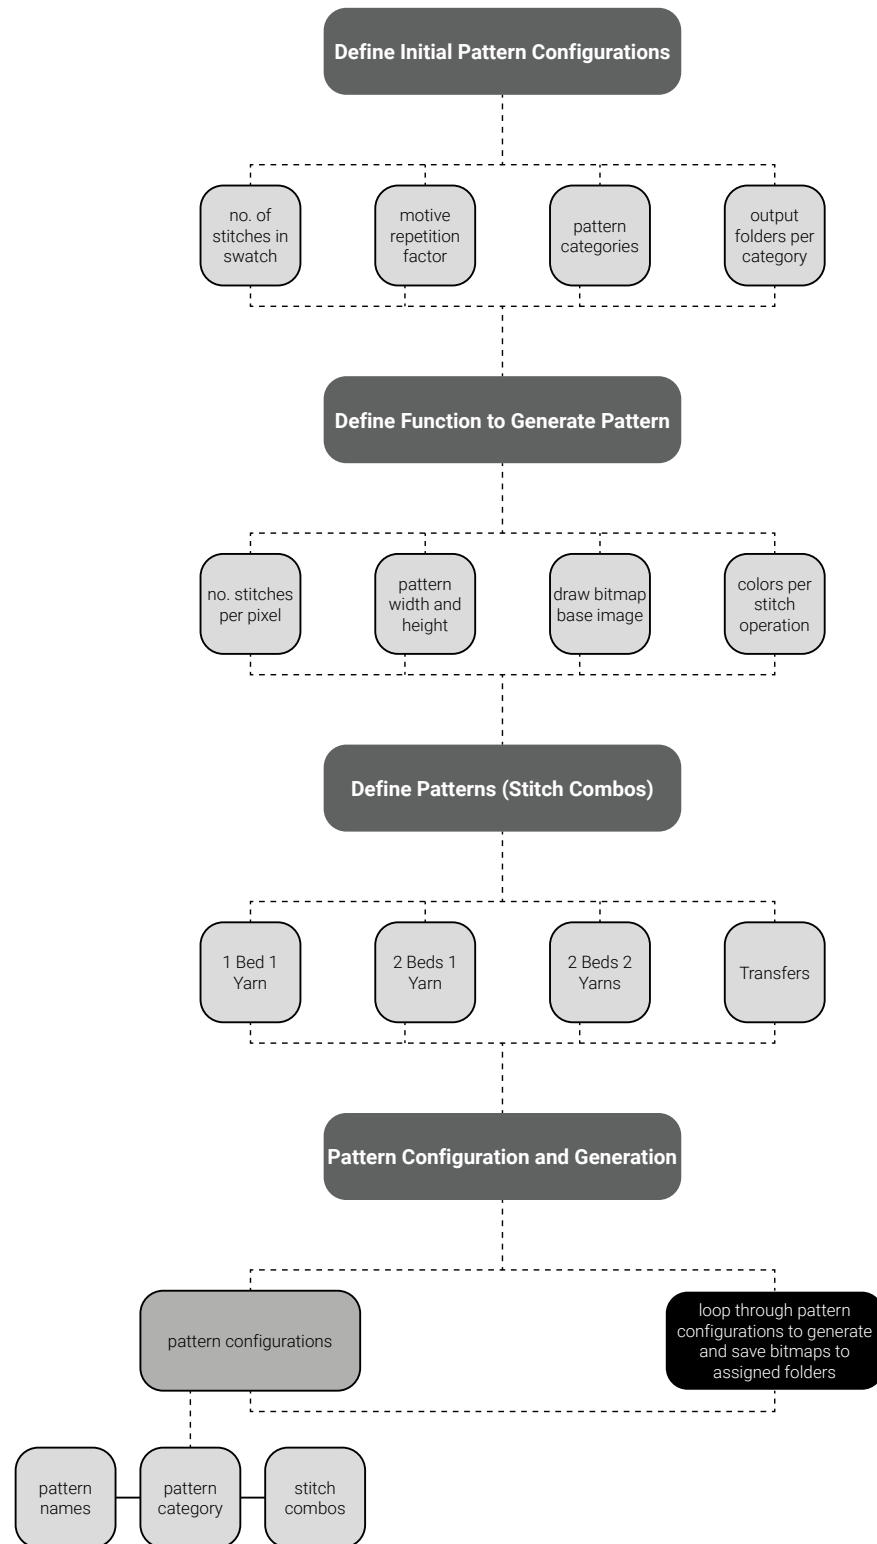 Define Initial Pattern Configurations
no. of
stitches in
swatch
motive
repetition
factor
pattern
categories
output
folders per
category
Define Function to Generate Pattern
no. stitches
per pixel
pattern
width and
height
draw bitmap
base image
colors per
stitch
operation
Define Patterns (Stitch Combos)
1 Bed 1
Yarn
2 Beds 1
Yarn
2 Beds 2
Yarns
Transfers
Pattern Configuration and Generation
pattern configurations
loop through pattern
configurations to generate
and save bitmaps to
assigned folders
pattern
names
pattern
category
stitch
combos